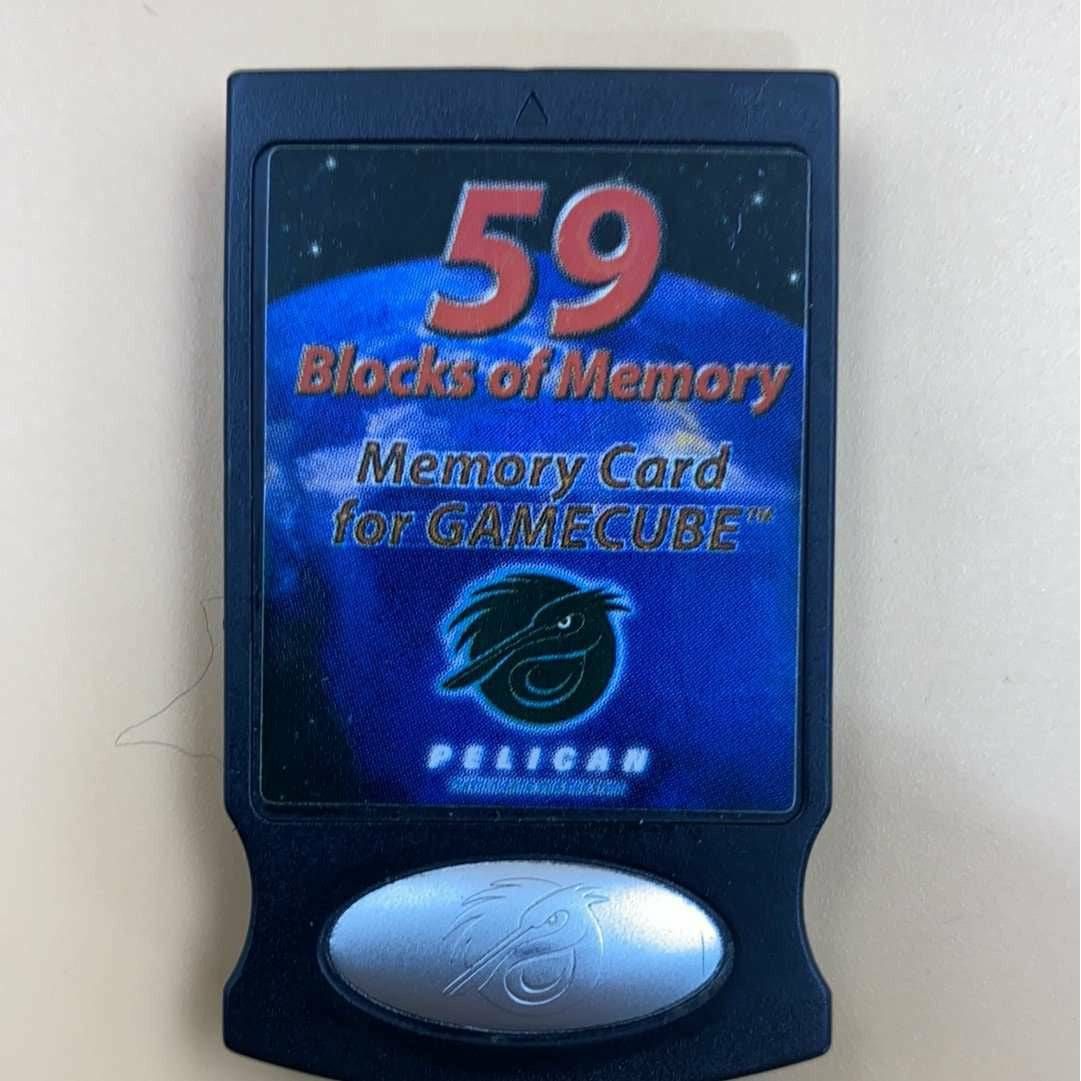 59
Blocks of Memory
Memory Card
for GAMECUBE™
PELICAN